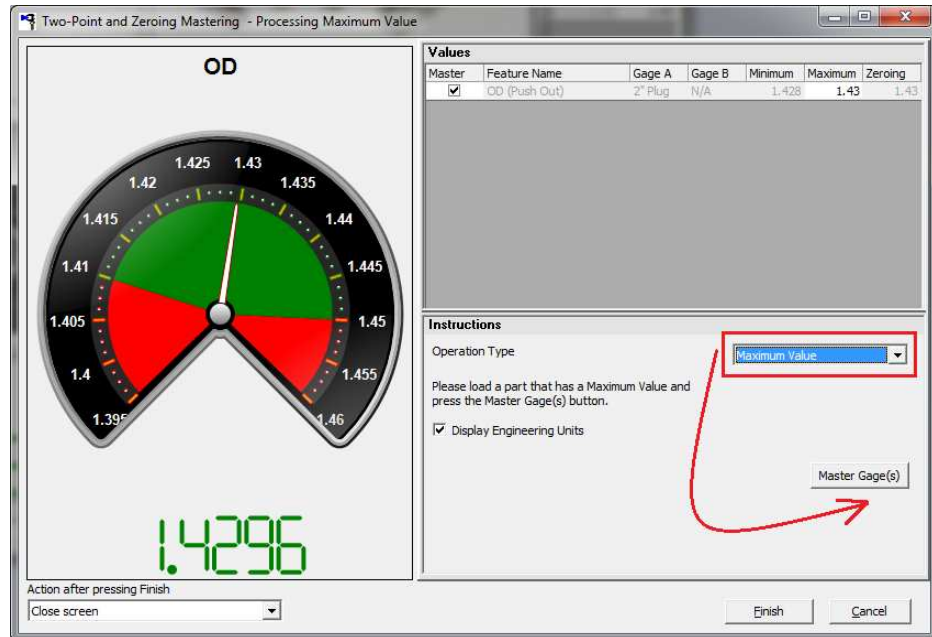 Two-Point and Zeroing Mastering - Processing Maximum Value
OD
1.395
1.4
1.405
1.41
1.415
1.42
1.425
1.43
1.435
1.44
1.445
1.45
1.455
1.46
1.4296
Values
Master Feature Name Gage A Gage B Minimum Maximum Zeroing
OD (Push Out) 2" Plug N/A 1.428 1.43 1.43
Instructions
Operation Type Maximum Value
Please load a part that has a Maximum Value and
press the Master Gage(s) button.
Display Engineering Units
Master Gage(s)
Action after pressing Finish
Close screen
Finish Cancel